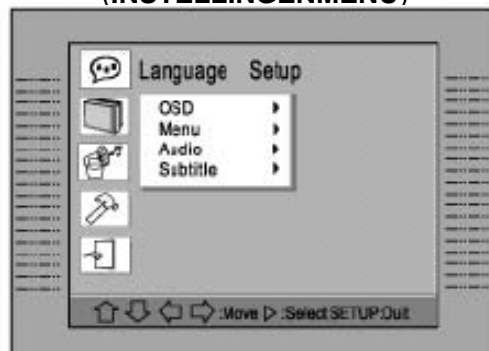 (INSTELLINGENMENU)
Language Setup
OSD
Menu
Audio
Subtitle
:Move ▷ :Select SETUP:Quit